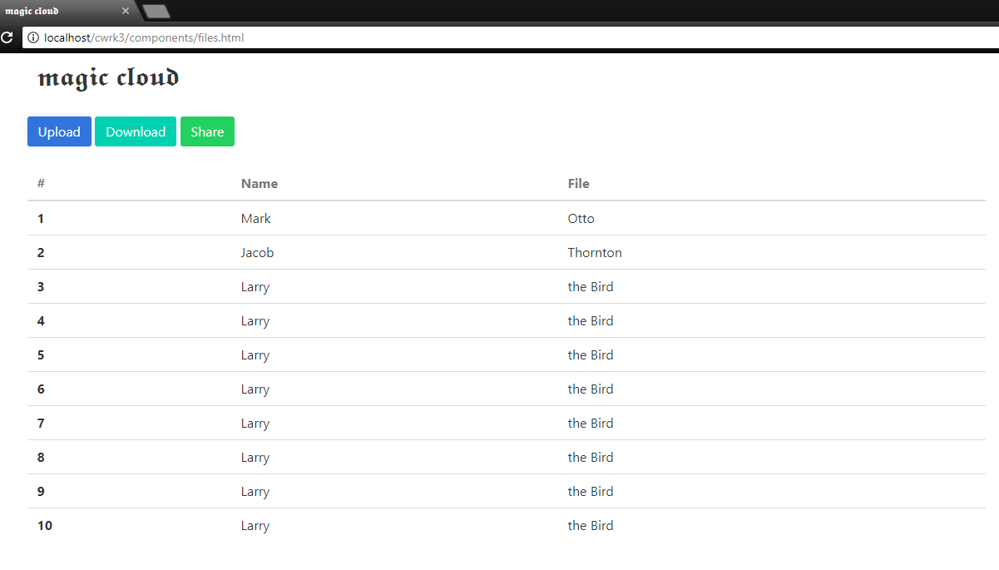 magic cloud
localhost/cwrk3/components/files.html
magic cloud
Upload Download Share
# Name File
1 Mark Otto
2 Jacob Thornton
3 Larry the Bird
4 Larry the Bird
5 Larry the Bird
6 Larry the Bird
7 Larry the Bird
8 Larry the Bird
9 Larry the Bird
10 Larry the Bird